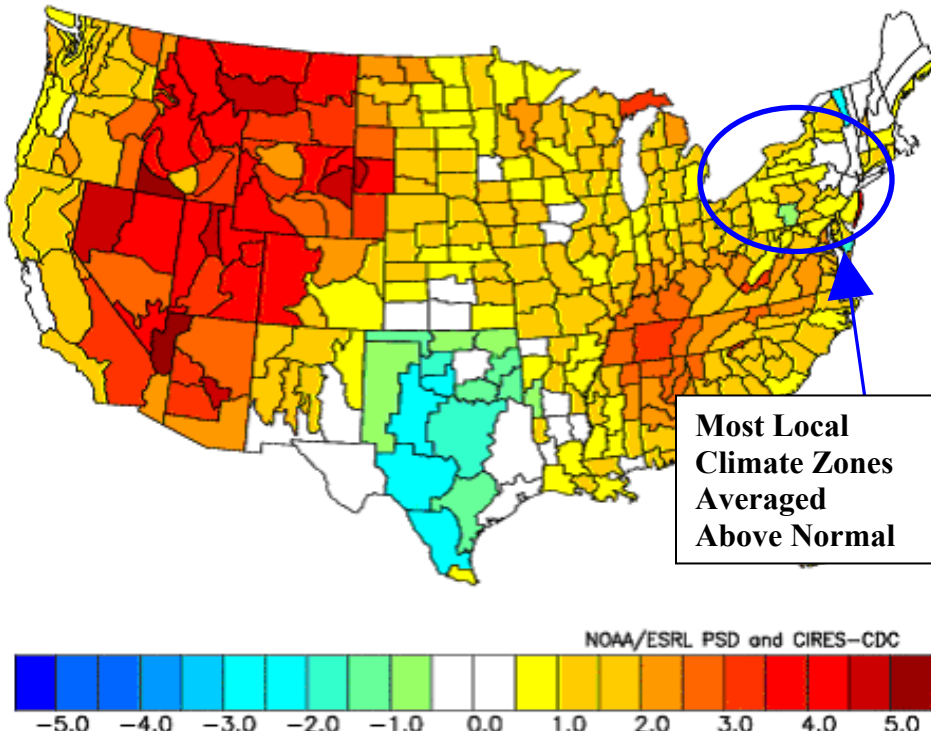 Most Local
Climate Zones
Averaged
Above Normal
NOAA/ESRL PSD and CIRES-CDC
-5.0 -4.0 -3.0 -2.0 -1.0 0.0 1.0 2.0 3.0 4.0 5.0